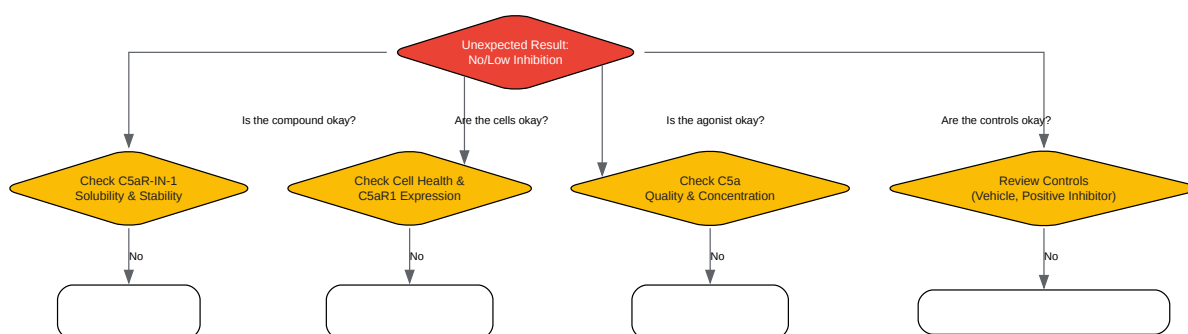 Unexpected Result:
No/Low Inhibition
Is the compound okay?
Are the cells okay?
Is the agonist okay?
Are the controls okay?
Check C5aR-IN-1
Solubility & Stability
Check Cell Health &
C5aR1 Expression
Check C5a
Quality & Concentration
Review Controls
(Vehicle, Positive Inhibitor)
No
No
No
No